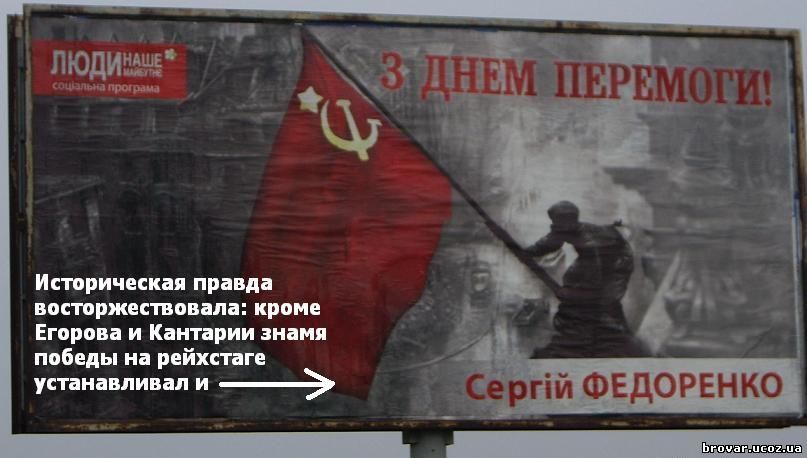 ЛЮДИ НАШЕ МАЙБУТНЄ
соціальна програма
З ДНЕМ ПЕРЕМОГИ!
Историческая правда
восторжествовала: кроме
Егорова и Кантарии знамя
победы на рейхстаге
устанавливал и
Сергій ФЕДОРЕНКО
brovar.ucoz.ua